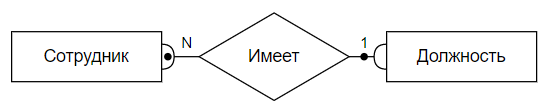 Сотрудник
N
Имеет
1
Должность